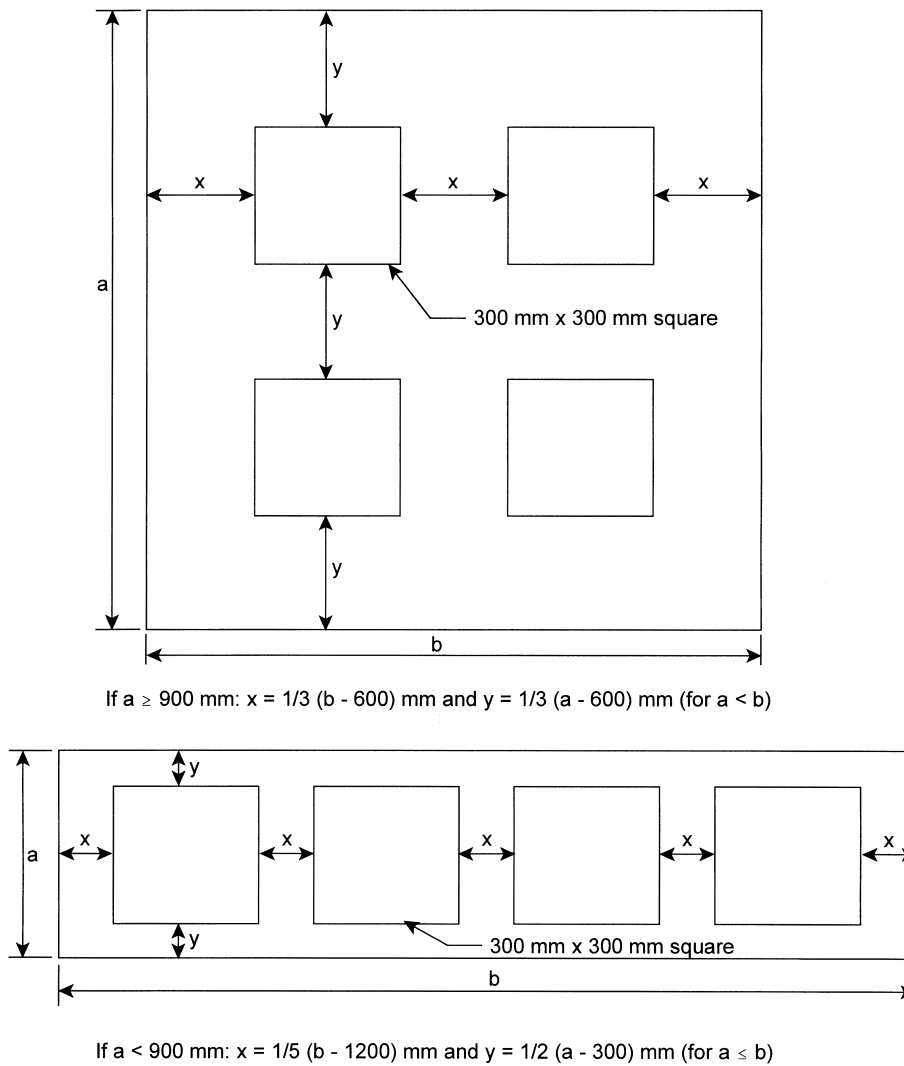 y
x x x
a
300 mm x 300 mm square
y
y
b
If a ≥ 900 mm: x = 1/3 (b - 600) mm and y = 1/3 (a - 600) mm (for a < b)
y
x x x x x
a
y
300 mm x 300 mm square
b
If a < 900 mm: x = 1/5 (b - 1200) mm and y = 1/2 (a - 300) mm (for a ≤ b)